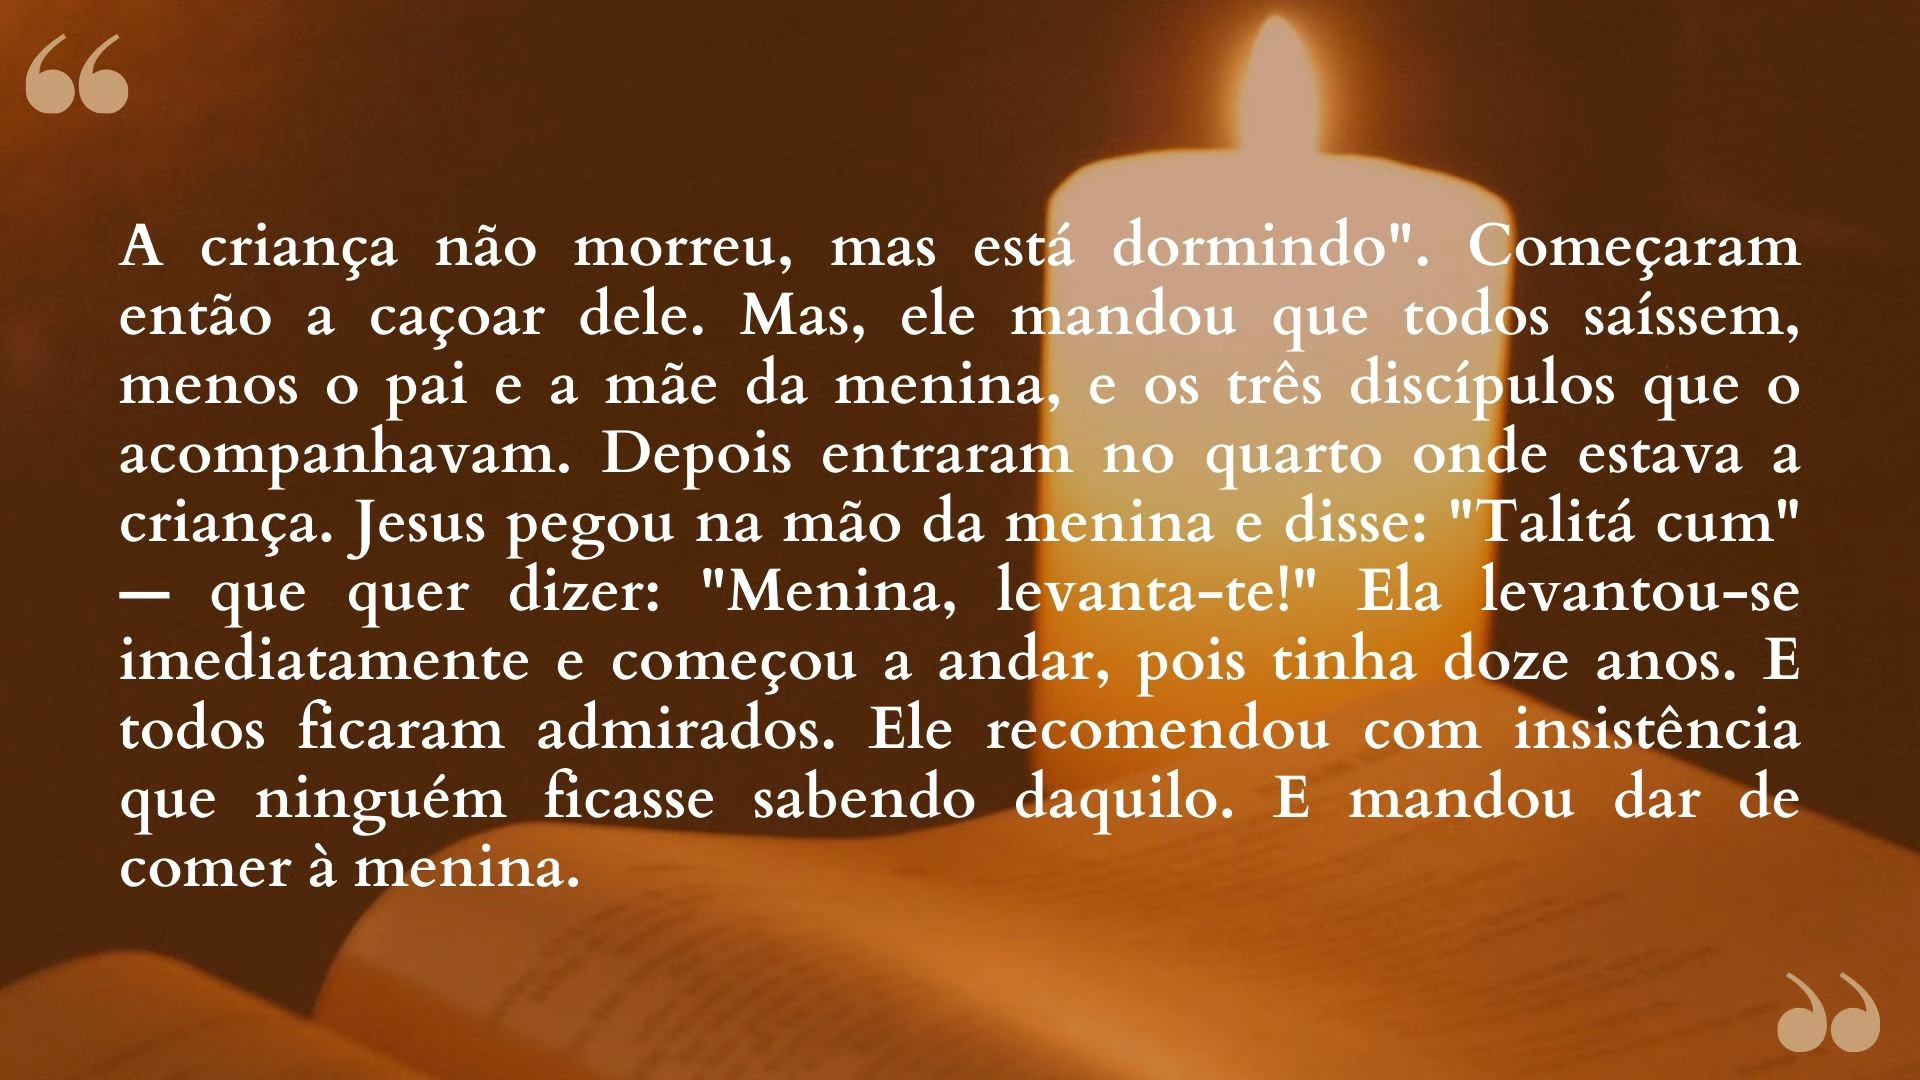 A criança não morreu, mas está dormindo". Começaram
então a caçoar dele. Mas, ele mandou que todos saíssem,
menos o pai e a mãe da menina, e os três discípulos que o
acompanhavam. Depois entraram no quarto onde estava a
criança. Jesus pegou na mão da menina e disse: "Talitá cum"
— que quer dizer: "Menina, levanta-te!" Ela levantou-se
imediatamente e começou a andar, pois tinha doze anos. E
todos ficaram admirados. Ele recomendou com insistência
que ninguém ficasse sabendo daquilo. E mandou dar de
comer à menina.